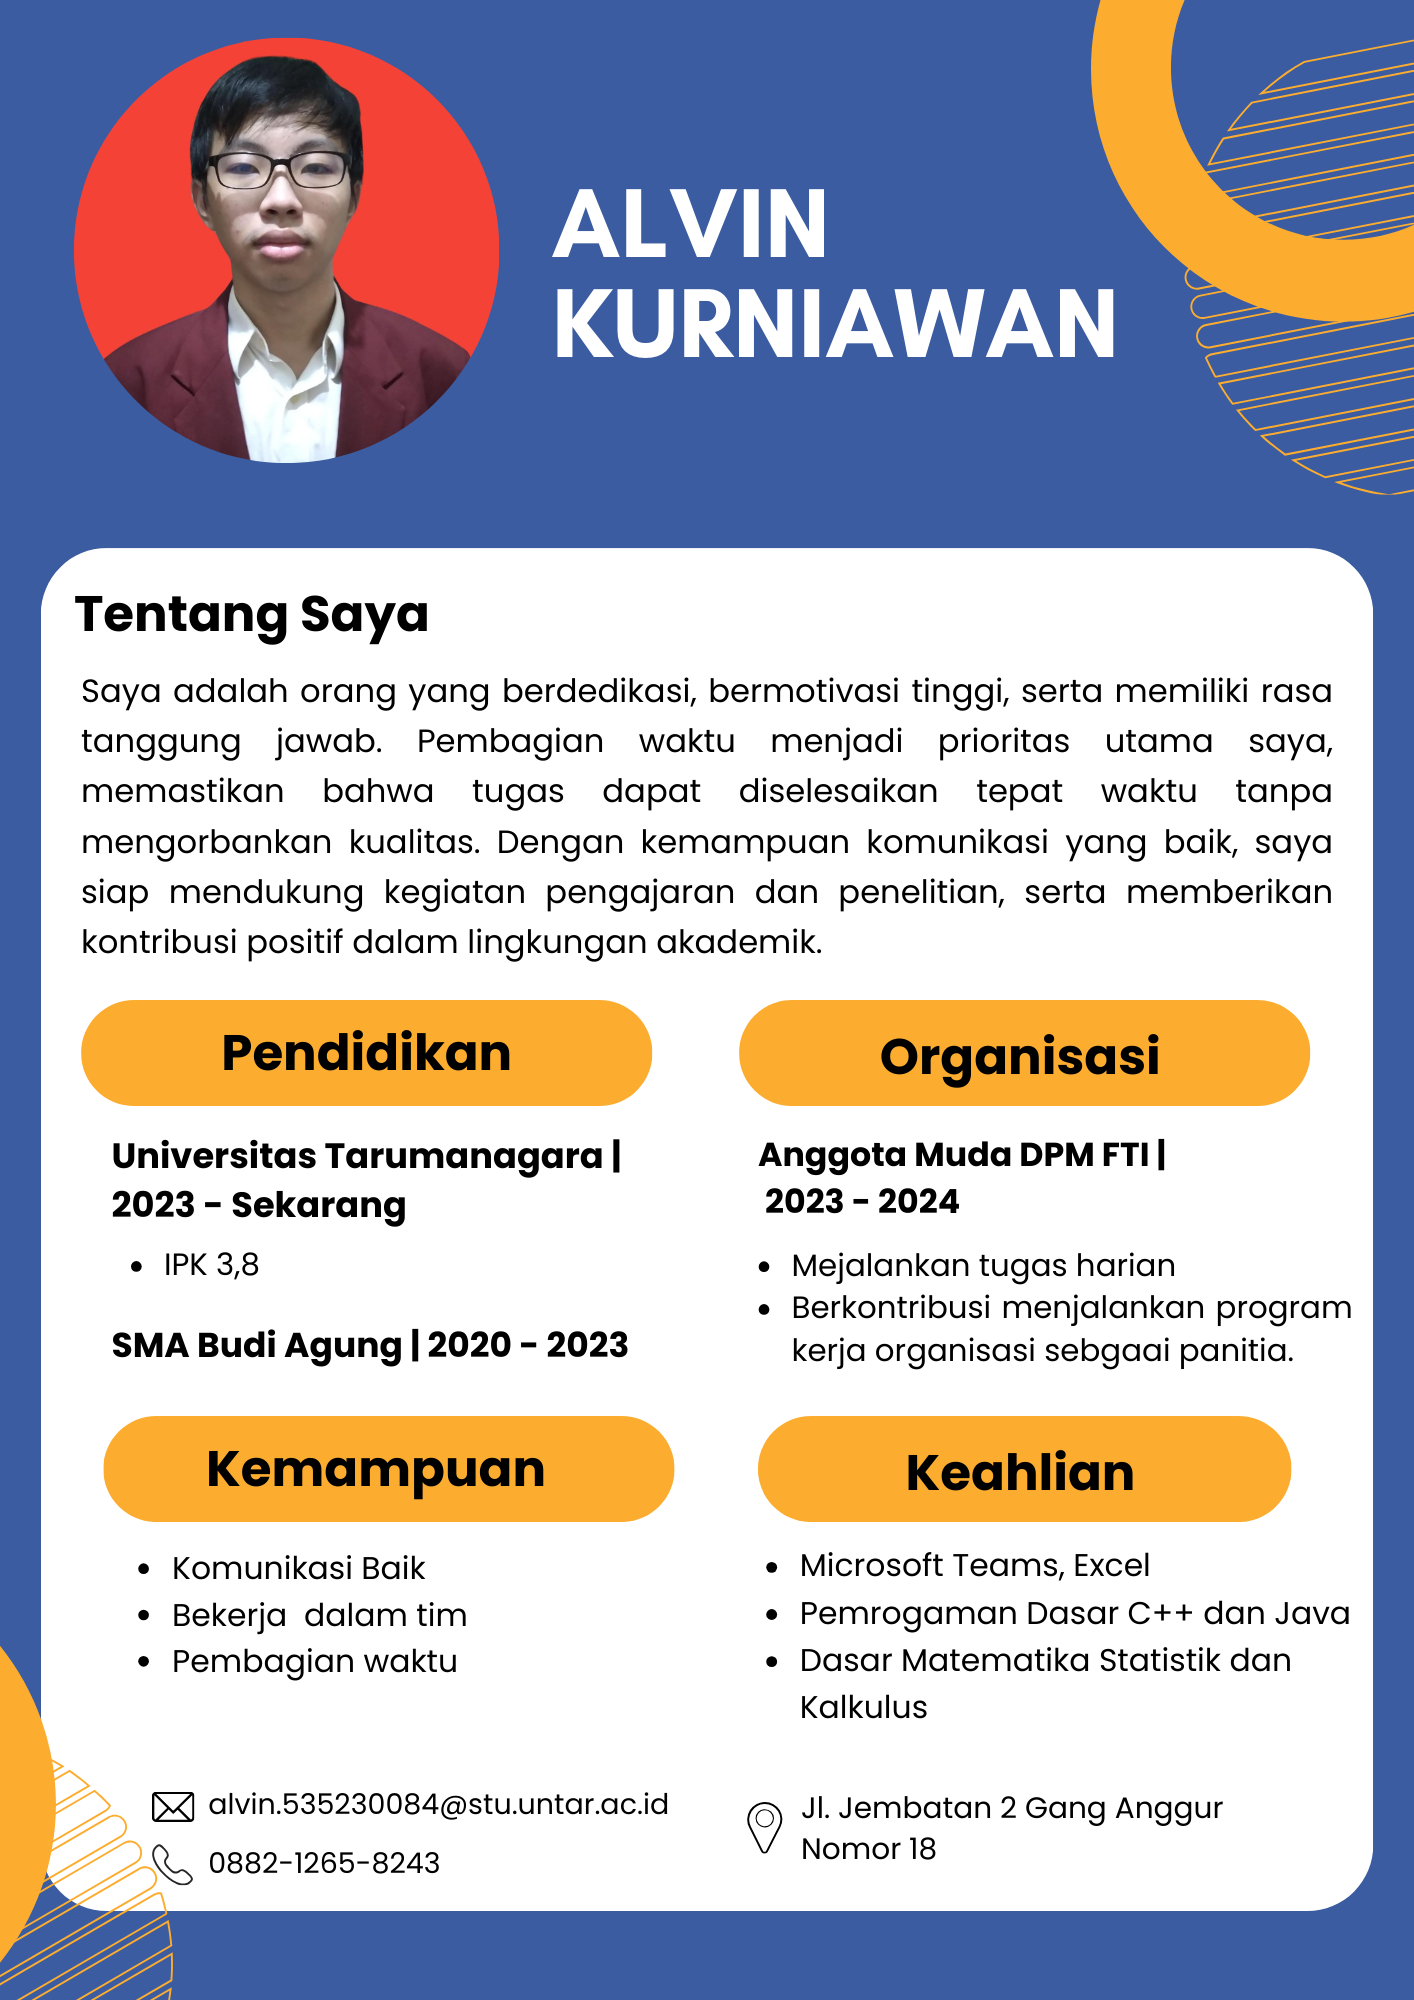 ALVIN
KURNIAWAN
Tentang Saya
Saya adalah orang yang berdedikasi, bermotivasi tinggi, serta memiliki rasa
tanggung jawab. Pembagian waktu menjadi prioritas utama saya,
memastikan bahwa tugas dapat diselesaikan tepat waktu tanpa
mengorbankan kualitas. Dengan kemampuan komunikasi yang baik, saya
siap mendukung kegiatan pengajaran dan penelitian, serta memberikan
kontribusi positif dalam lingkungan akademik.
Pendidikan
Universitas Tarumanagara |
2023 - Sekarang
• IPK 3,8
SMA Budi Agung | 2020 - 2023
Organisasi
Anggota Muda DPM FTI |
2023 - 2024
• Mejalankan tugas harian
• Berkontribusi menjalankan program
kerja organisasi sebgaai panitia.
Kemampuan
• Komunikasi Baik
• Bekerja dalam tim
• Pembagian waktu
Keahlian
• Microsoft Teams, Excel
• Pemrogaman Dasar C++ dan Java
• Dasar Matematika Statistik dan
Kalkulus
alvin.535230084@stu.untar.ac.id
0882-1265-8243
Jl. Jembatan 2 Gang Anggur
Nomor 18